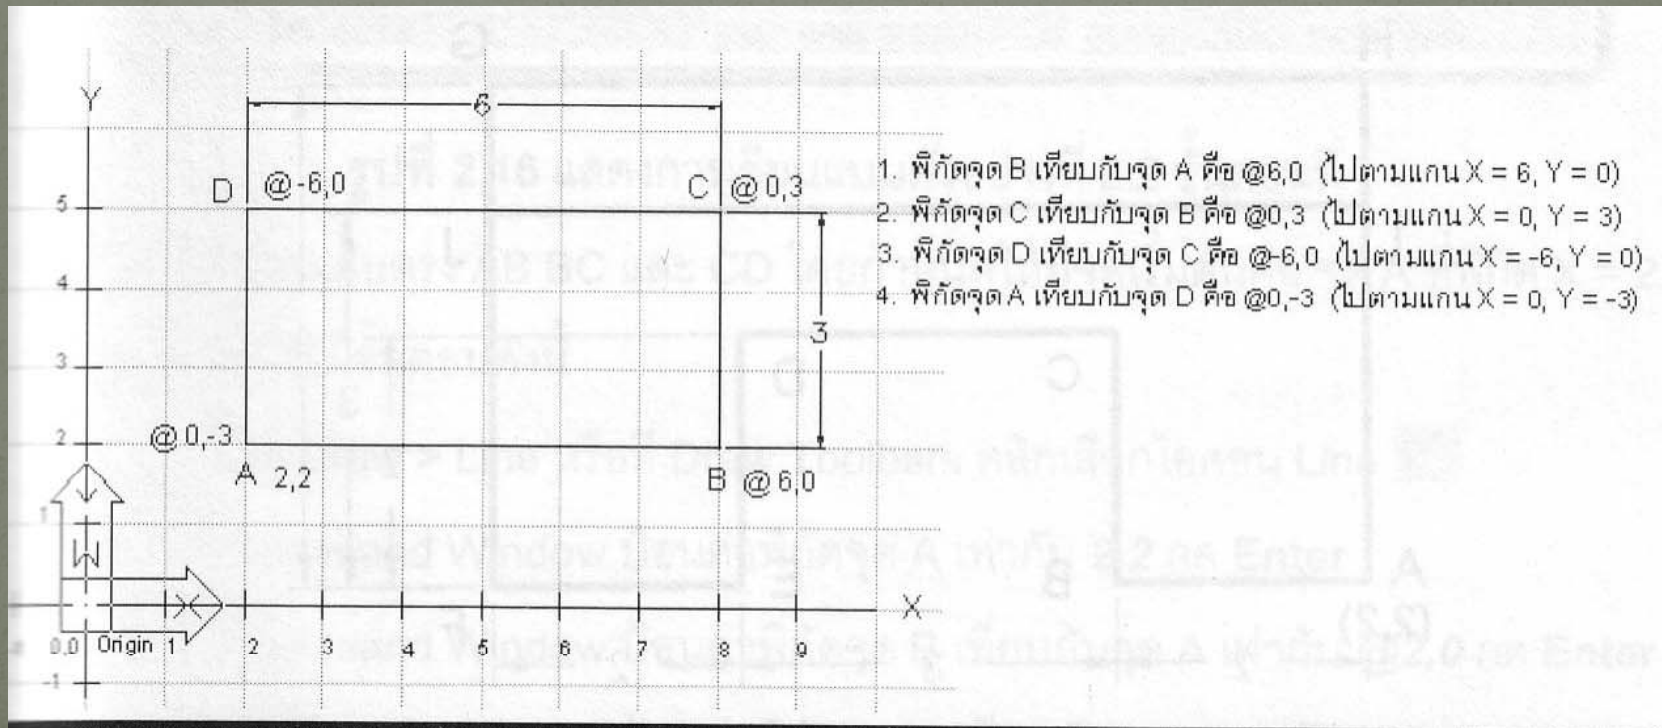 Y
6
D @-6,0
C @0,3
5
4
3
3
@0,-3
2
A 2,2
B @6,0
1
W
X
X
0,0 Origin 1 2 3 4 5 6 7 8 9
-1
1. พิกัดจุด B เทียบกับจุด A คือ @6,0 (ไปตามแกน X = 6, Y = 0)
2. พิกัดจุด C เทียบกับจุด B คือ @0,3 (ไปตามแกน X = 0, Y = 3)
3. พิกัดจุด D เทียบกับจุด C คือ @-6,0 (ไปตามแกน X = -6, Y = 0)
4. พิกัดจุด A เทียบกับจุด D คือ @0,-3 (ไปตามแกน X = 0, Y = -3)